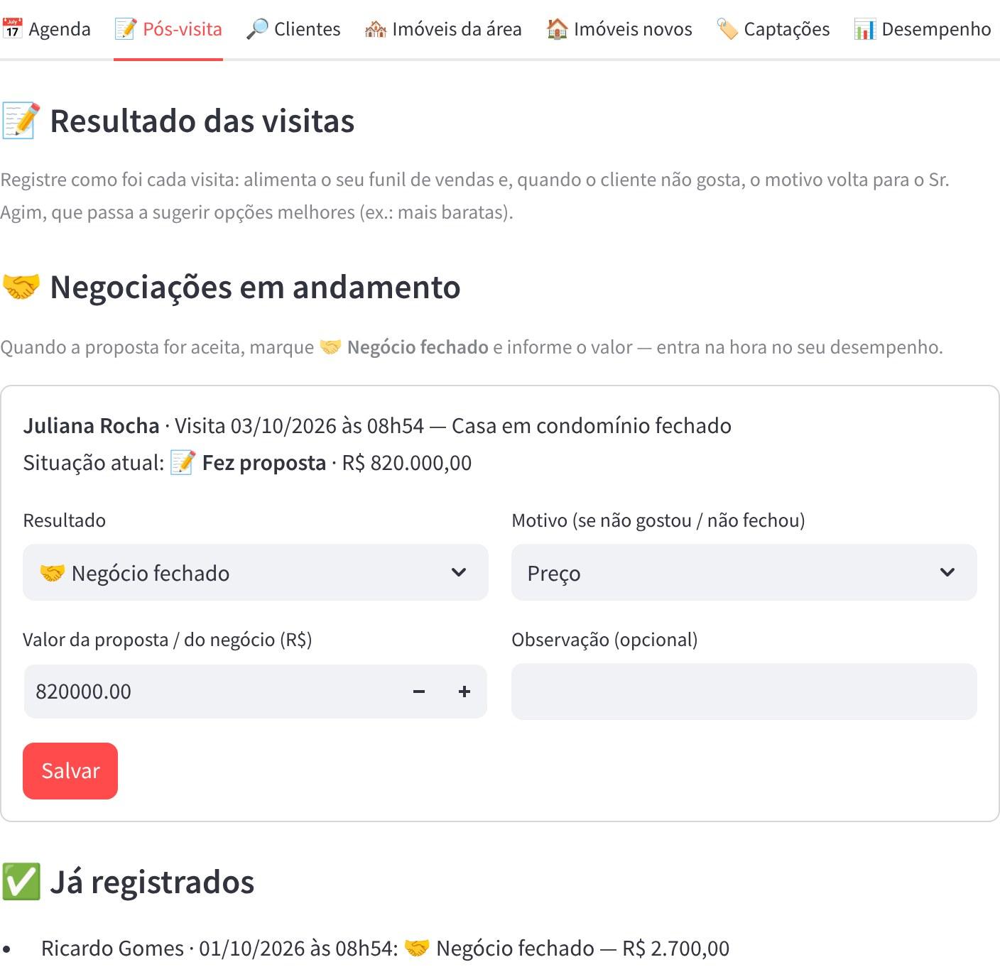 Agenda Pós-visita Clientes Imóveis da área Imóveis novos Captações Desempenho
Resultado das visitas
Registre como foi cada visita: alimenta o seu funil de vendas e, quando o cliente não gosta, o motivo volta para o Sr.
Agim, que passa a sugerir opções melhores (ex.: mais baratas).
Negociações em andamento
Quando a proposta for aceita, marque 🤝 Negócio fechado e informe o valor — entra na hora no seu desempenho.
Juliana Rocha · Visita 03/10/2026 às 08h54 — Casa em condomínio fechado
Situação atual: 📝 Fez proposta · R$ 820.000,00
Resultado
Motivo (se não gostou / não fechou)
🤝 Negócio fechado
Preço
Valor da proposta / do negócio (R$)
Observação (opcional)
820000.00
Salvar
Já registrados
• Ricardo Gomes · 01/10/2026 às 08h54: 🤝 Negócio fechado — R$ 2.700,00